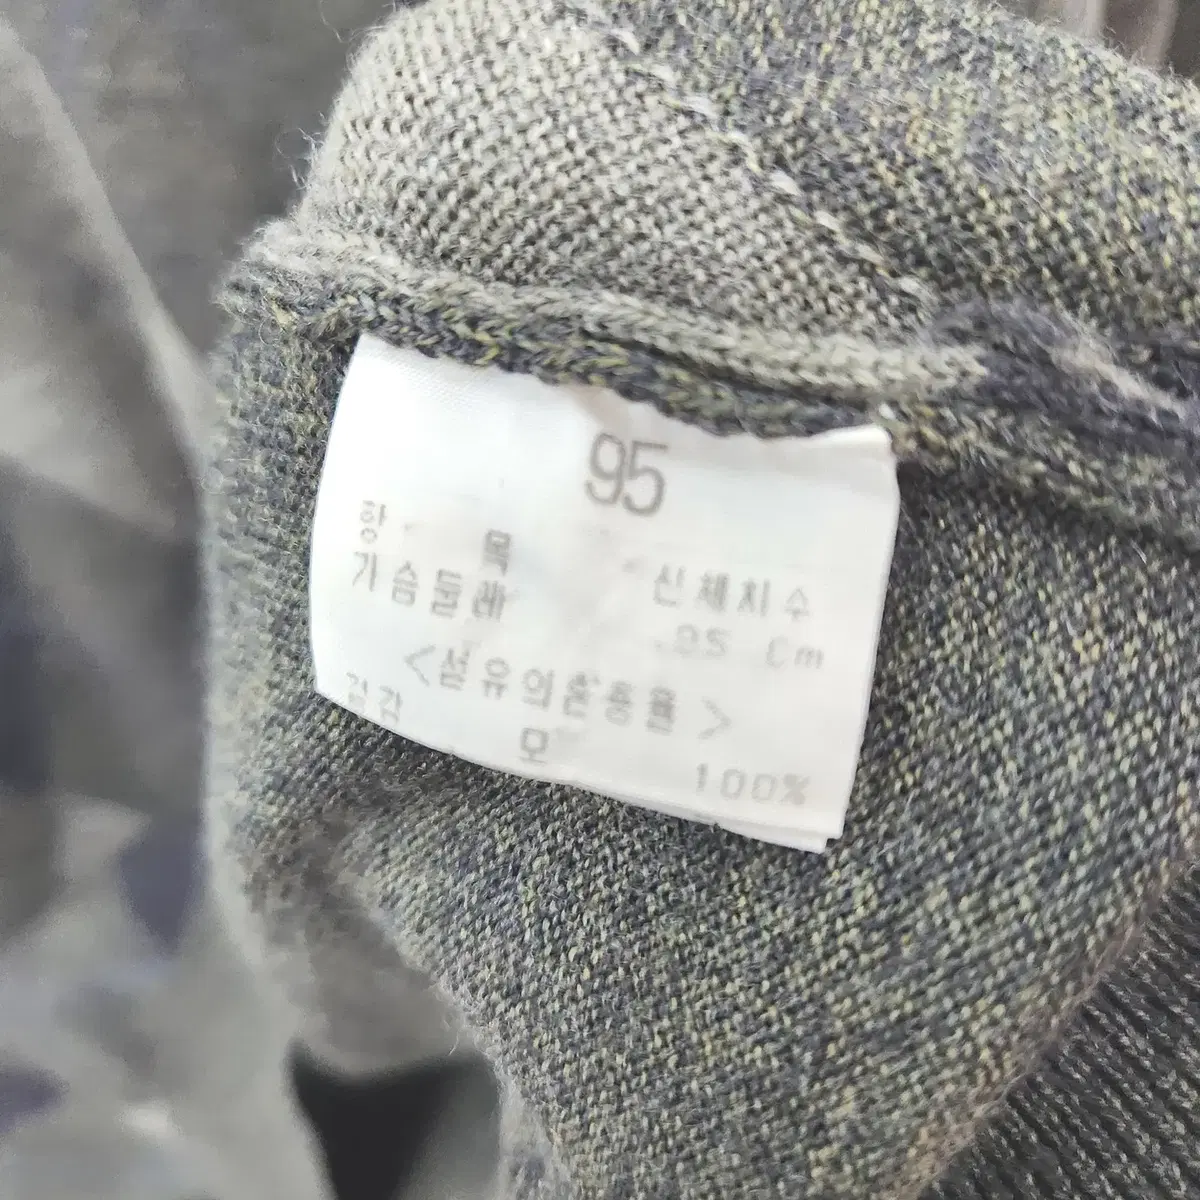 95
항 목 신체치수
가슴둘레 95 Cm
<섬유의혼용률>
겉감 모 100%